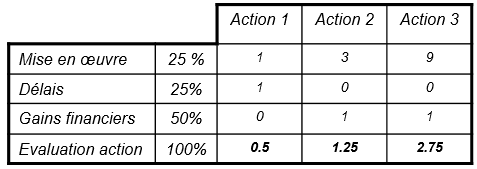 Action 1 Action 2 Action 3
Mise en œuvre 25 % 1 3 9
Délais 25% 1 0 0
Gains financiers 50% 0 1 1
Evaluation action 100% 0.5 1.25 2.75